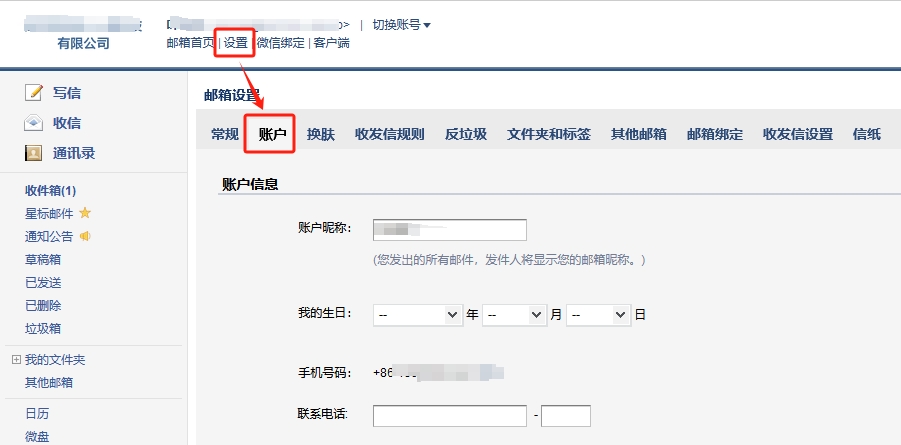 有限公司
> | 切换账号
邮箱首页 | 设置 | 微信绑定 | 客户端
写信
收信
通讯录
收件箱(1)
星标邮件
通知公告
草稿箱
已发送
已删除
垃圾箱
我的文件夹
其他邮箱
日历
微盘
邮箱设置
常规 账户 换肤 收发信规则 反垃圾 文件夹和标签 其他邮箱 邮箱绑定 收发信设置 信纸
账户信息
账户昵称:
(您发出的所有邮件，发件人将显示您的邮箱昵称。)
我的生日: -- 年 -- 月 -- 日
手机号码: +86
联系电话: -